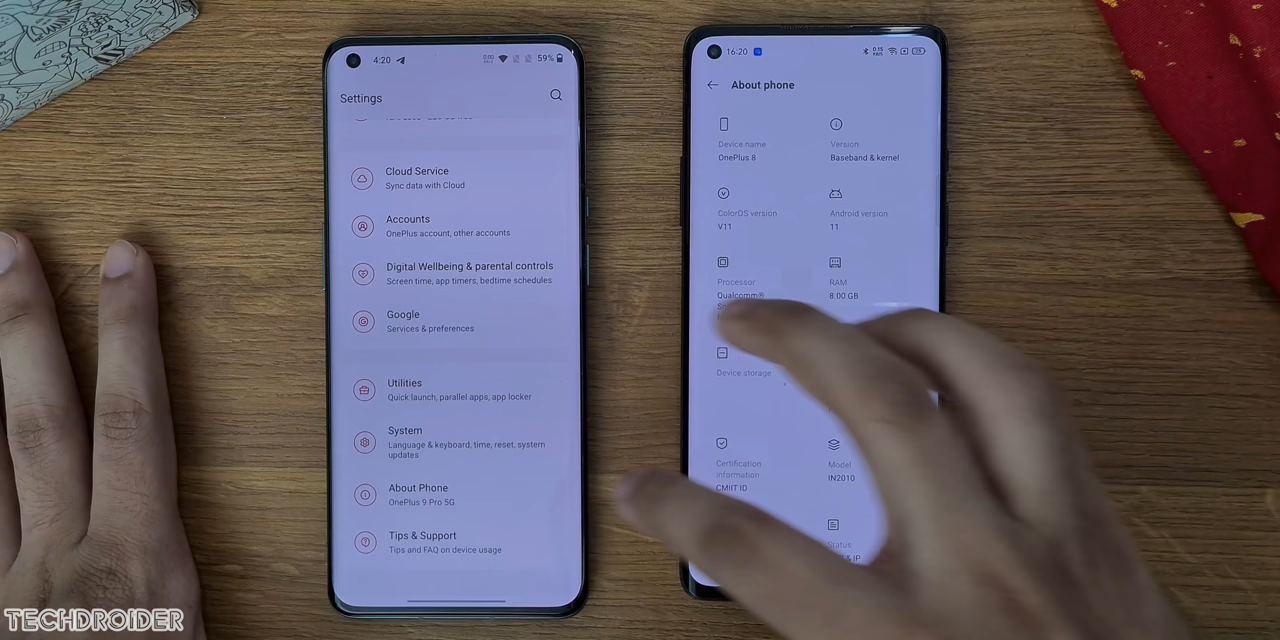 4:20
59%
Settings
Cloud Service
Sync data with Cloud
Accounts
OnePlus account, other accounts
Digital Wellbeing & parental controls
Screen time, app timers, bedtime schedules
Google
Services & preferences
Utilities
Quick launch, parallel apps, app locker
System
Language & keyboard, time, reset, system
updates
About Phone
OnePlus 9 Pro 5G
Tips & Support
Tips and FAQ on device usage
16:20
About phone
Device name
OnePlus 8
Version
Baseband & kernel
ColorOS version
V11
Android version
11
Processor
Qualcomm®
RAM
8.00 GB
Device storage
Certification
information
CMIIT ID
Model
IN2010
Status
& IP
TECHDROIDER